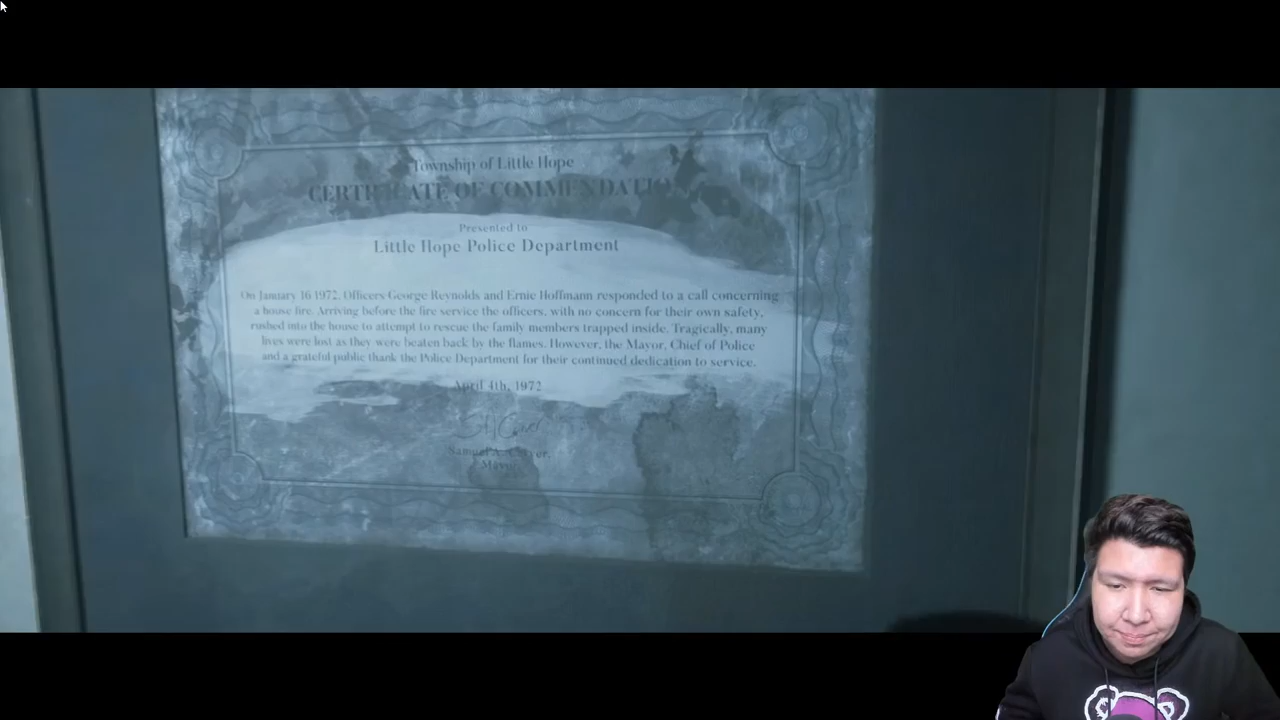 Township of Little Hope
CERTIFICATE OF COMMENDATIO
Presented to
Little Hope Police Department
On January 16 1972, Officers George Reynolds and Ernie Hoffmann responded to a call concerning
a house fire. Arriving before the fire service the officers, with no concern for their own safety,
rushed into the house to attempt to rescue the family members trapped inside. Tragically, many
lives were lost as they were beaten back by the flames. However, the Mayor, Chief of Police
and a grateful public thank the Police Department for their continued dedication to service.
April 4th, 1972
Samuel
Mayor